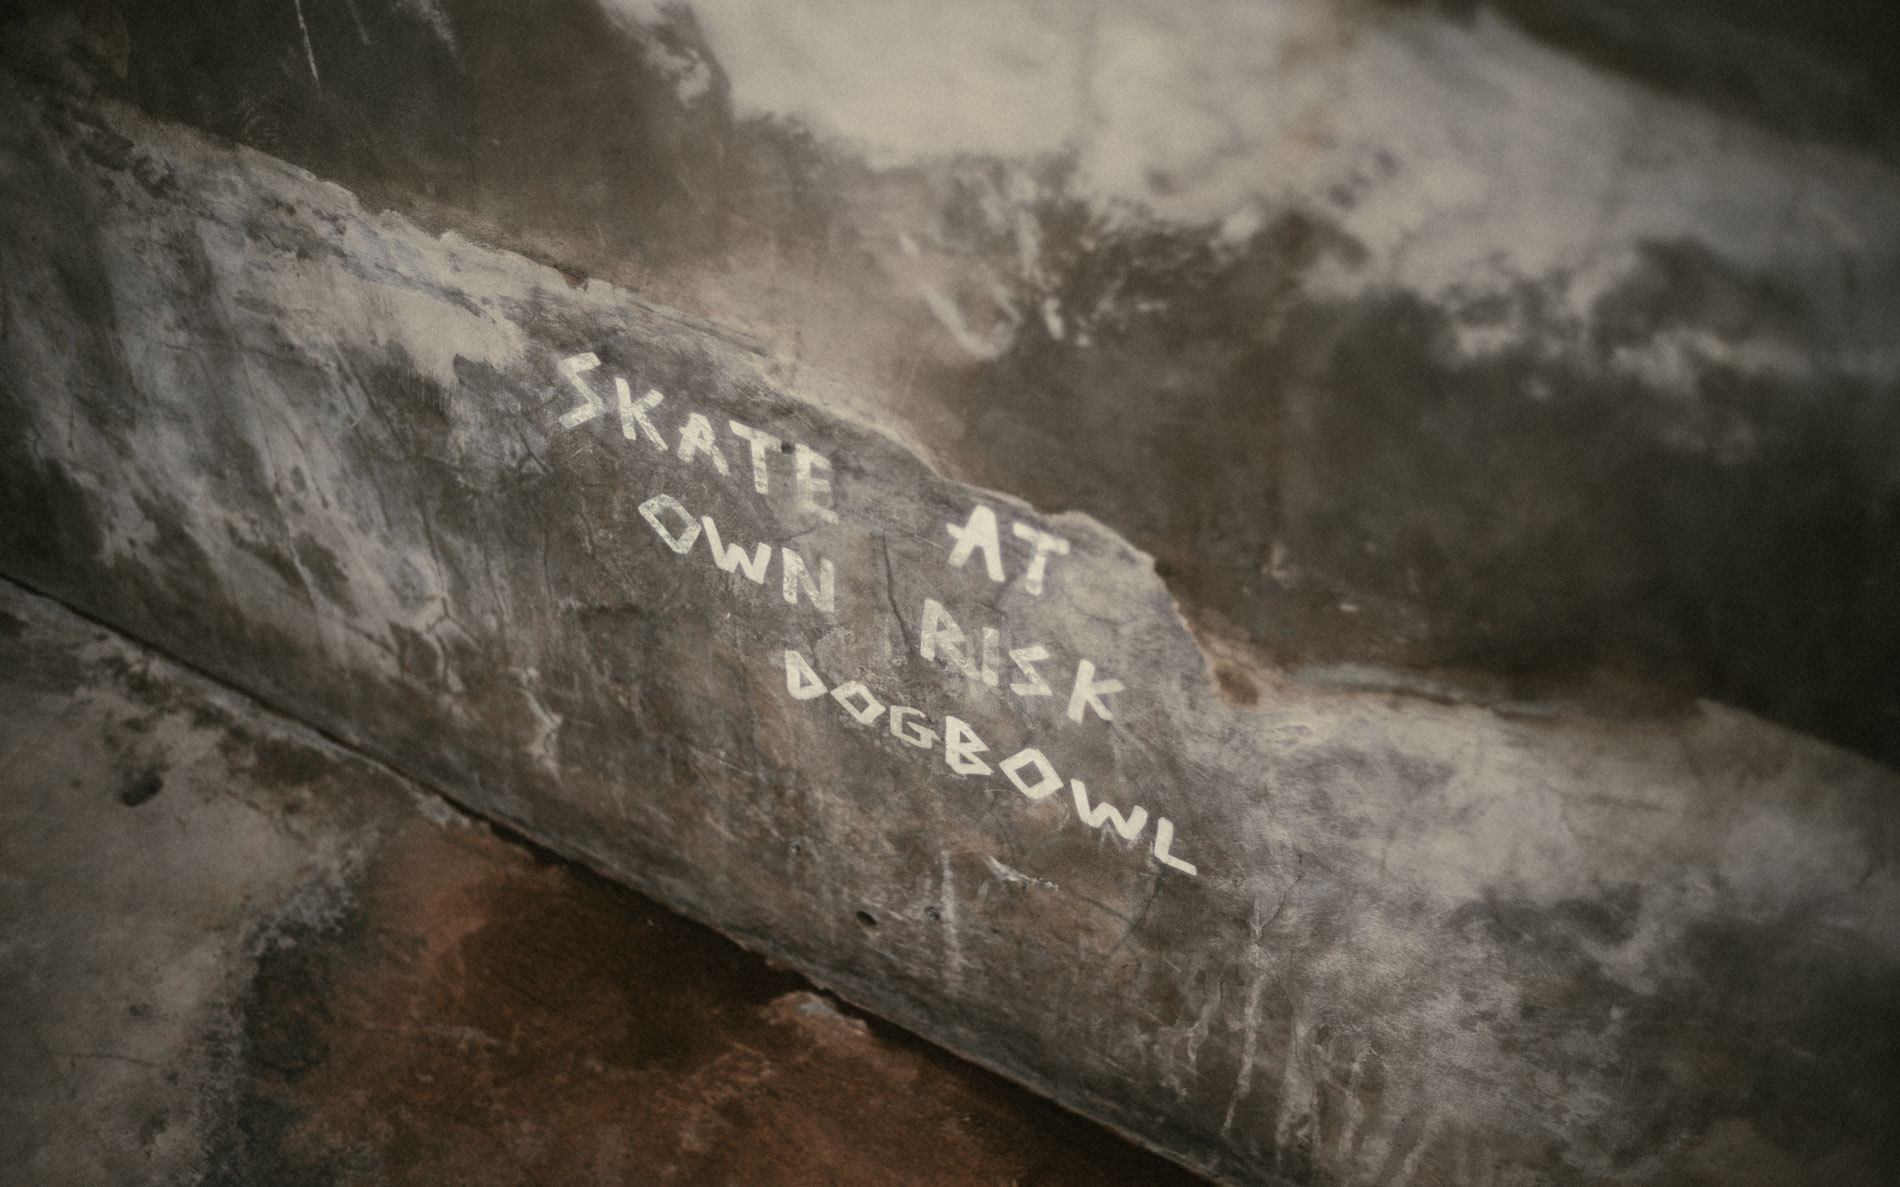 SKATE AT
OWN RISK
DOGBOWL